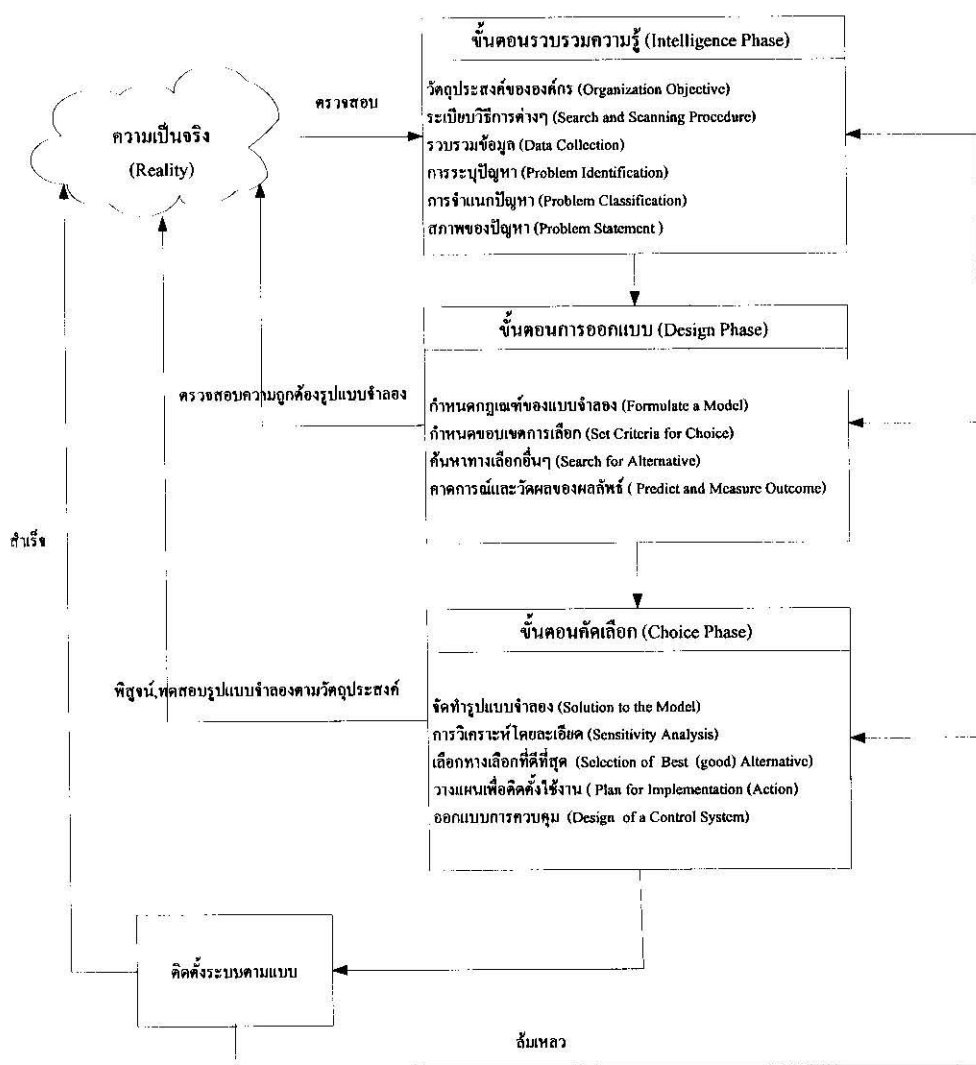 ขั้นตอนรวบรวมความรู้ (Intelligence Phase)
วัตถุประสงค์ขององค์กร (Organization Objective)
ระเบียบวิธีการต่างๆ (Search and Scanning Procedure)
รวบรวมข้อมูล (Data Collection)
การระบุปัญหา (Problem Identification)
การจำแนกปัญหา (Problem Classification)
สภาพของปัญหา (Problem Statement )
ตรวจสอบ
ความเป็นจริง
(Reality)
ขั้นตอนการออกแบบ (Design Phase)
ตรวจสอบความถูกต้องรูปแบบจำลอง
กำหนดกฎเณฑ์ของแบบจำลอง (Formulate a Model)
กำหนดขอบเขตการเลือก (Set Criteria for Choice)
ค้นหาทางเลือกอื่นๆ (Search for Alternative)
คาดการณ์และวัดผลของผลลัพธ์ ( Predict and Measure Outcome)
สำเร็จ
ขั้นตอนคัดเลือก (Choice Phase)
พิสูจน์,ทดสอบรูปแบบจำลองตามวัตถุประสงค์
จัดทำรูปแบบจำลอง (Solution to the Model)
การวิเคราะห์โดยละเอียด (Sensitivity Analysis)
เลือกทางเลือกที่ดีที่สุด (Selection of Best (good) Alternative)
วางแผนเพื่อติดตั้งใช้งาน ( Plan for Implementation (Action)
ออกแบบการควบคุม (Design of a Control System)
ติดตั้งระบบตามแบบ
ล้มเหลว